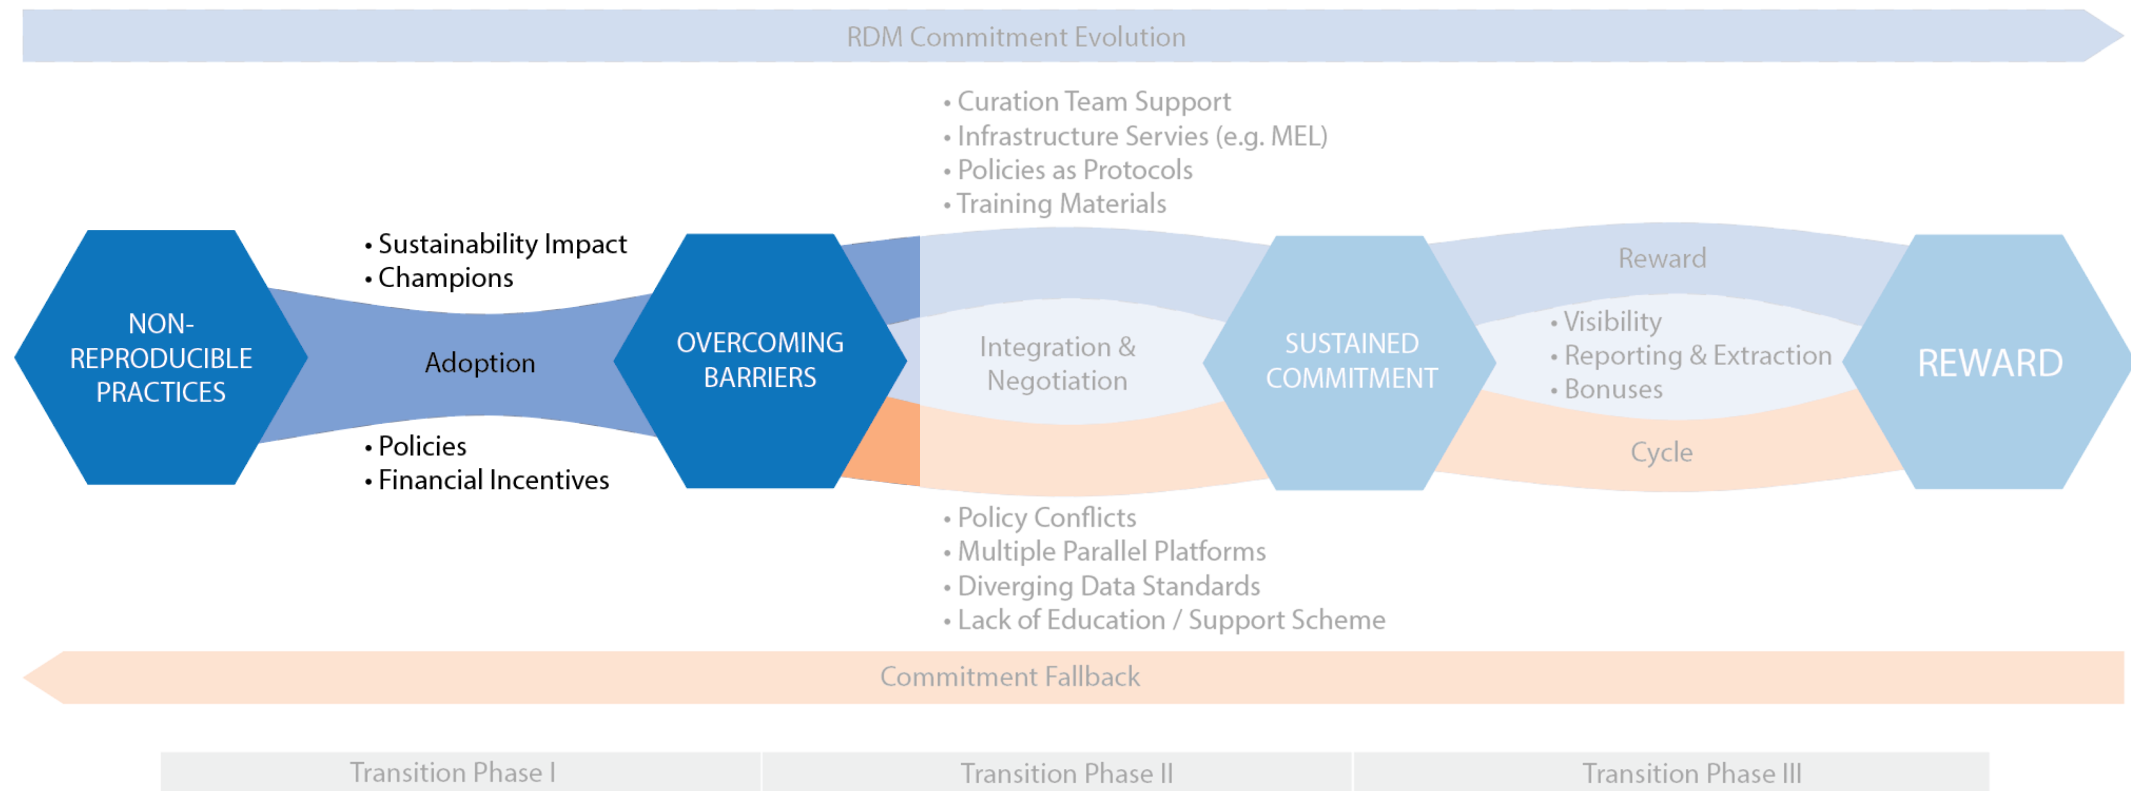 RDM Commitment Evolution
• Curation Team Support
• Infrastructure Servies (e.g. MEL)
• Policies as Protocols
• Training Materials
NON-
REPRODUCIBLE
PRACTICES
• Sustainability Impact
• Champions
Adoption
• Policies
• Financial Incentives
OVERCOMING
BARRIERS
Integration &
Negotiation
• Policy Conflicts
• Multiple Parallel Platforms
• Diverging Data Standards
• Lack of Education / Support Scheme
SUSTAINED
COMMITMENT
Reward
• Visibility
• Reporting & Extraction
• Bonuses
Cycle
REWARD
Commitment Fallback
Transition Phase I
Transition Phase II
Transition Phase III